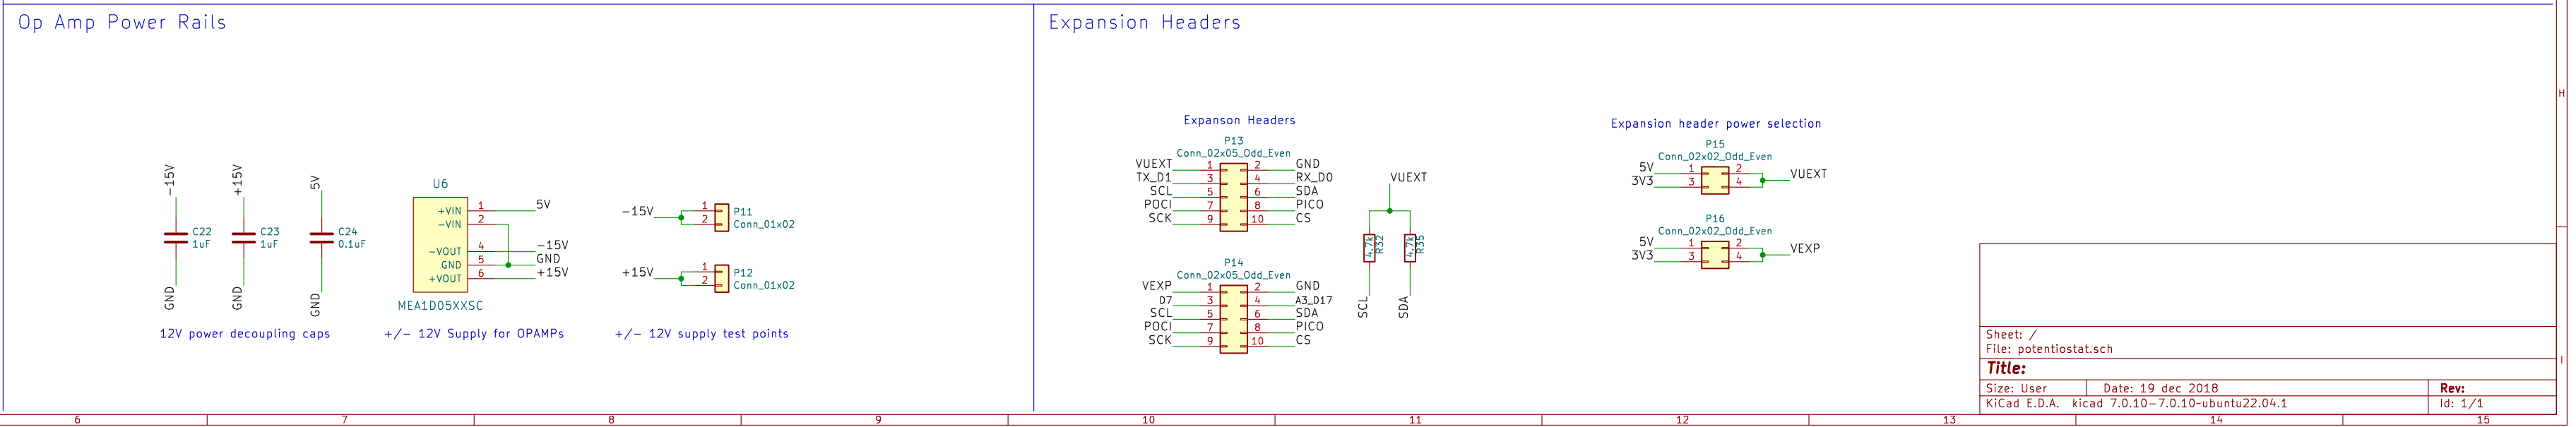 Op Amp Power Rails
-15V
C22
1uF
GND
+15V
C23
1uF
GND
5V
C24
0.1uF
GND
12V power decoupling caps
U6
+VIN 1 5V
-VIN 2
-VOUT 4 -15V
GND 5 GND
+VOUT 6 +15V
MEA1D05XXSC
+/- 12V Supply for OPAMPs
-15V 1 2
P11
Conn_01x02
+15V 1 2
P12
Conn_01x02
+/- 12V supply test points
Expansion Headers
Expanson Headers
P13
Conn_02x05_Odd_Even
VUEXT 1 2 GND
TX_D1 3 4 RX_D0
SCL 5 6 SDA
POCI 7 8 PICO
SCK 9 10 CS
P14
Conn_02x05_Odd_Even
VEXP 1 2 GND
D7 3 4 A3_D17
SCL 5 6 SDA
POCI 7 8 PICO
SCK 9 10 CS
VUEXT
4.7k
R32
4.7k
R35
SCL
SDA
Expansion header power selection
P15
Conn_02x02_Odd_Even
5V 1 2
3V3 3 4
VUEXT
P16
Conn_02x02_Odd_Even
5V 1 2
3V3 3 4
VEXP
H
I
Sheet: /
File: potentiostat.sch
Title:
Size: User Date: 19 dec 2018 Rev:
KiCad E.D.A. kicad 7.0.10-7.0.10~ubuntu22.04.1 Id: 1/1
6 7 8 9 10 11 12 13 14 15